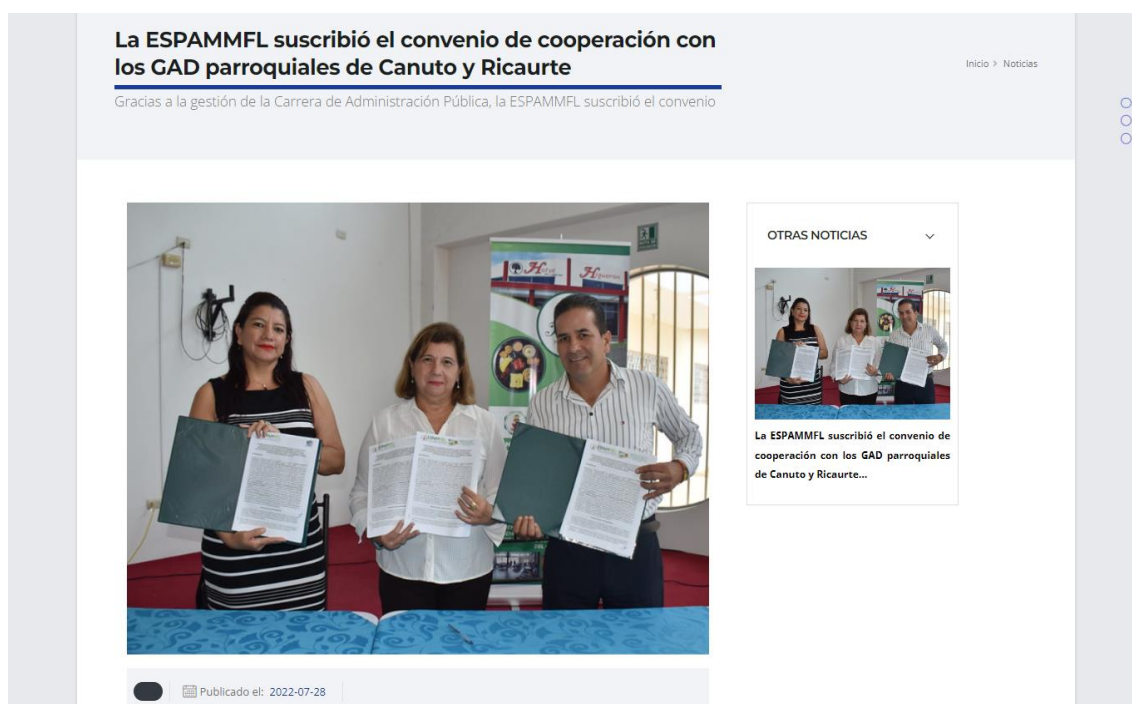 La ESPAMMFL suscribió el convenio de cooperación con
los GAD parroquiales de Canuto y Ricaurte
Inicio > Noticias
Gracias a la gestión de la Carrera de Administración Pública, la ESPAMMFL suscribió el convenio
OTRAS NOTICIAS
La ESPAMMFL suscribió el convenio de
cooperación con los GAD parroquiales
de Canuto y Ricaurte...
Publicado el: 2022-07-28